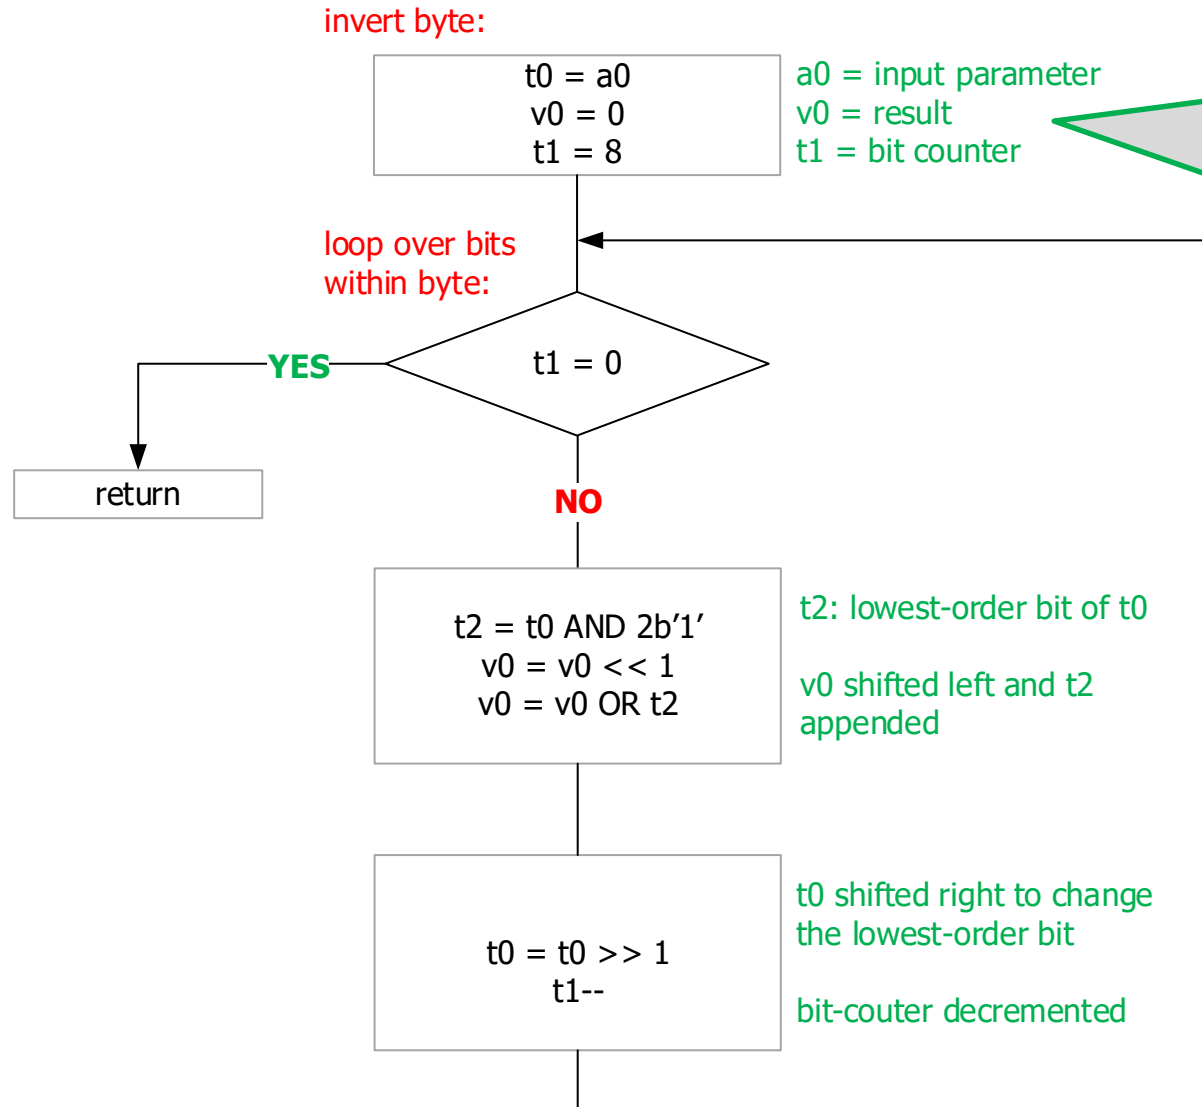 invert byte:
t0 = a0
v0 = 0
t1 = 8
a0 = input parameter
v0 = result
t1 = bit counter
loop over bits
within byte:
t1 = 0
YES
return
NO
t2 = t0 AND 2b’1’
v0 = v0 << 1
v0 = v0 OR t2
t2: lowest-order bit of t0
v0 shifted left and t2
appended
t0 = t0 >> 1
t1--
t0 shifted right to change
the lowest-order bit
bit-couter decremented